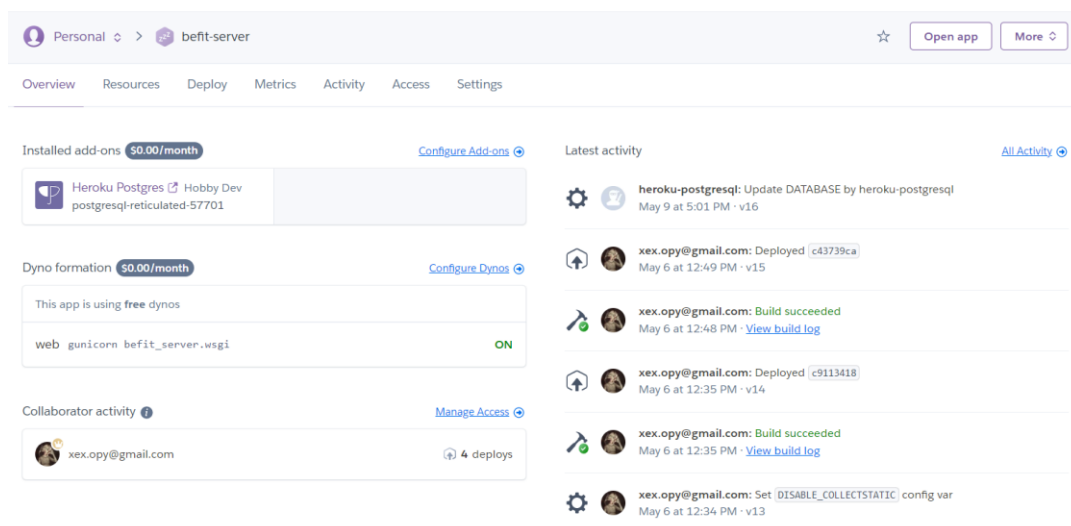 Personal > befit-server
Open app
More
Overview Resources Deploy Metrics Activity Access Settings
Installed add-ons $0.00/month
Configure Add-ons
Heroku Postgres Hobby Dev
postgresql-reticulated-57701
Dyno formation $0.00/month
Configure Dynos
This app is using free dynos
web gunicorn befit_server.wsgi ON
Collaborator activity
Manage Access
xex.opy@gmail.com 4 deploys
Latest activity
All Activity
heroku-postgresql: Update DATABASE by heroku-postgresql
May 9 at 5:01 PM · v16
xex.opy@gmail.com: Deployed c43739ca
May 6 at 12:49 PM · v15
xex.opy@gmail.com: Build succeeded
May 6 at 12:48 PM · View build log
xex.opy@gmail.com: Deployed c9113418
May 6 at 12:35 PM · v14
xex.opy@gmail.com: Build succeeded
May 6 at 12:35 PM · View build log
xex.opy@gmail.com: Set DISABLE_COLLECTSTATIC config var
May 6 at 12:34 PM · v13